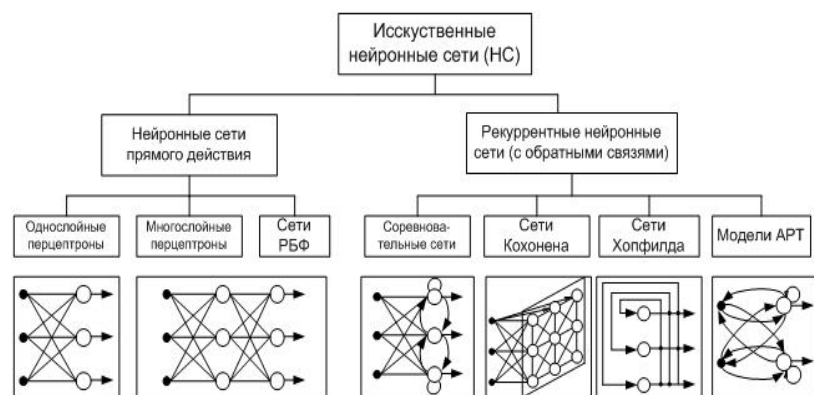 Исскуственные
нейронные сети (НС)
Нейронные сети
прямого действия
Рекуррентные нейронные
сети (с обратными связями)
Однослойные
перцептроны
Многослойные
перцептроны
Сети
РБФ
Соревнова-
тельные сети
Сети
Кохонена
Сети
Хопфилда
Модели АРТ